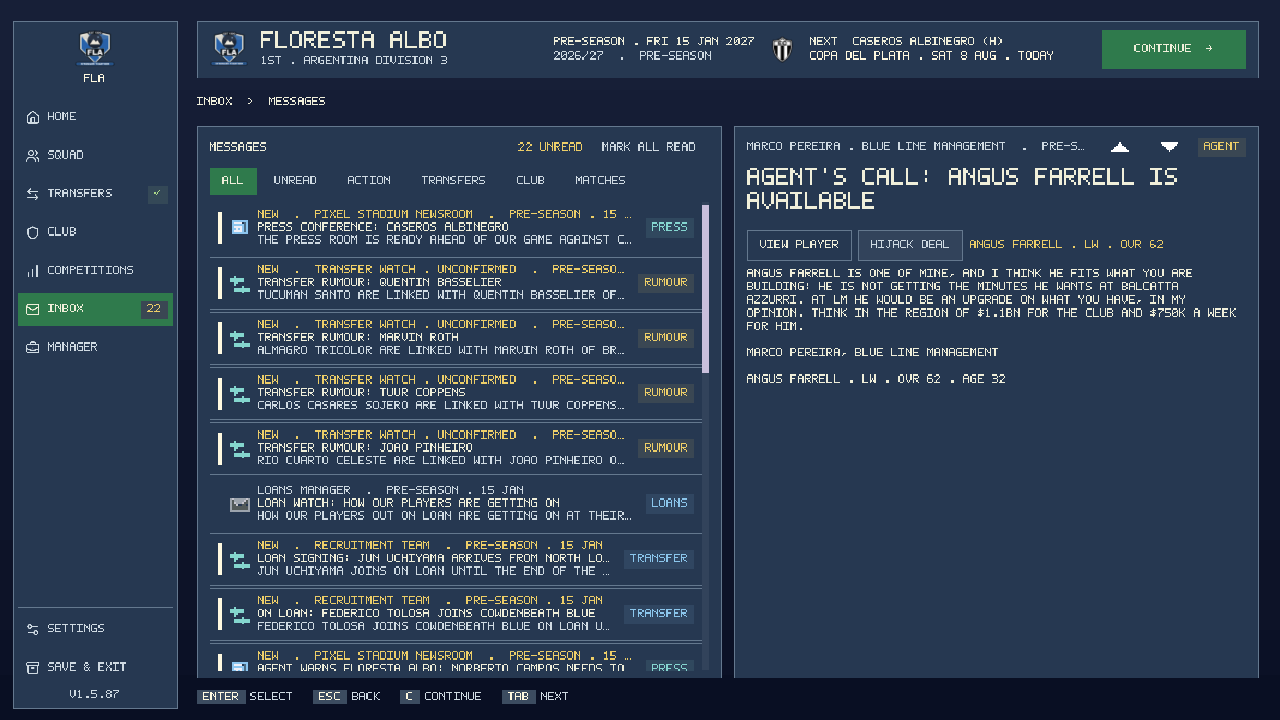 FLA
FLA
HOME
SQUAD
TRANSFERS
CLUB
COMPETITIONS
INBOX 22
MANAGER
SETTINGS
SAVE & EXIT
V1.5.87
FLA
FLORESTA ALBO
1ST . ARGENTINA DIVISION 3
PRE-SEASON . FRI 15 JAN 2027
2026/27 . PRE-SEASON
NEXT CASEROS ALBINEGRO (H)
COPA DEL PLATA . SAT 8 AUG . TODAY
CONTINUE →
INBOX > MESSAGES
MESSAGES 22 UNREAD MARK ALL READ
ALL UNREAD ACTION TRANSFERS CLUB MATCHES
NEW . PIXEL STADIUM NEWSROOM . PRE-SEASON . 15 …
PRESS CONFERENCE: CASEROS ALBINEGRO
THE PRESS ROOM IS READY AHEAD OF OUR GAME AGAINST C…
PRESS
NEW . TRANSFER WATCH . UNCONFIRMED . PRE-SEASO…
TRANSFER RUMOUR: QUENTIN BASSELIER
TUCUMAN SANTO ARE LINKED WITH QUENTIN BASSELIER OF…
RUMOUR
NEW . TRANSFER WATCH . UNCONFIRMED . PRE-SEASO…
TRANSFER RUMOUR: MARVIN ROTH
ALMAGRO TRICOLOR ARE LINKED WITH MARVIN ROTH OF BR…
RUMOUR
NEW . TRANSFER WATCH . UNCONFIRMED . PRE-SEASO…
TRANSFER RUMOUR: TUUR COPPENS
CARLOS CASARES SOJERO ARE LINKED WITH TUUR COPPENS…
RUMOUR
NEW . TRANSFER WATCH . UNCONFIRMED . PRE-SEASO…
TRANSFER RUMOUR: JOAO PINHEIRO
RIO CUARTO CELESTE ARE LINKED WITH JOAO PINHEIRO O…
RUMOUR
LOANS MANAGER . PRE-SEASON . 15 JAN
LOAN WATCH: HOW OUR PLAYERS ARE GETTING ON
HOW OUR PLAYERS OUT ON LOAN ARE GETTING ON AT THEIR…
LOANS
NEW . RECRUITMENT TEAM . PRE-SEASON . 15 JAN
LOAN SIGNING: JUN UCHIYAMA ARRIVES FROM NORTH LO…
JUN UCHIYAMA JOINS ON LOAN UNTIL THE END OF THE …
TRANSFER
NEW . RECRUITMENT TEAM . PRE-SEASON . 15 JAN
ON LOAN: FEDERICO TOLOSA JOINS COWDENBEATH BLUE
FEDERICO TOLOSA JOINS COWDENBEATH BLUE ON LOAN U…
TRANSFER
NEW . PIXEL STADIUM NEWSROOM . PRE-SEASON . 15 …
AGENT WARNS FLORESTA ALBO: NORBERTO CAMPOS NEEDS TO
PRESS
MARCO PEREIRA . BLUE LINE MANAGEMENT . PRE-S…
AGENT
AGENT'S CALL: ANGUS FARRELL IS
AVAILABLE
VIEW PLAYER HIJACK DEAL ANGUS FARRELL . LW . OVR 62
ANGUS FARRELL IS ONE OF MINE, AND I THINK HE FITS WHAT YOU ARE
BUILDING: HE IS NOT GETTING THE MINUTES HE WANTS AT BALCATTA
AZZURRI. AT LM HE WOULD BE AN UPGRADE ON WHAT YOU HAVE, IN MY
OPINION. THINK IN THE REGION OF $1.1BN FOR THE CLUB AND $750K A WEEK
FOR HIM.
MARCO PEREIRA, BLUE LINE MANAGEMENT
ANGUS FARRELL . LW . OVR 62 . AGE 32
ENTER SELECT ESC BACK C CONTINUE TAB NEXT